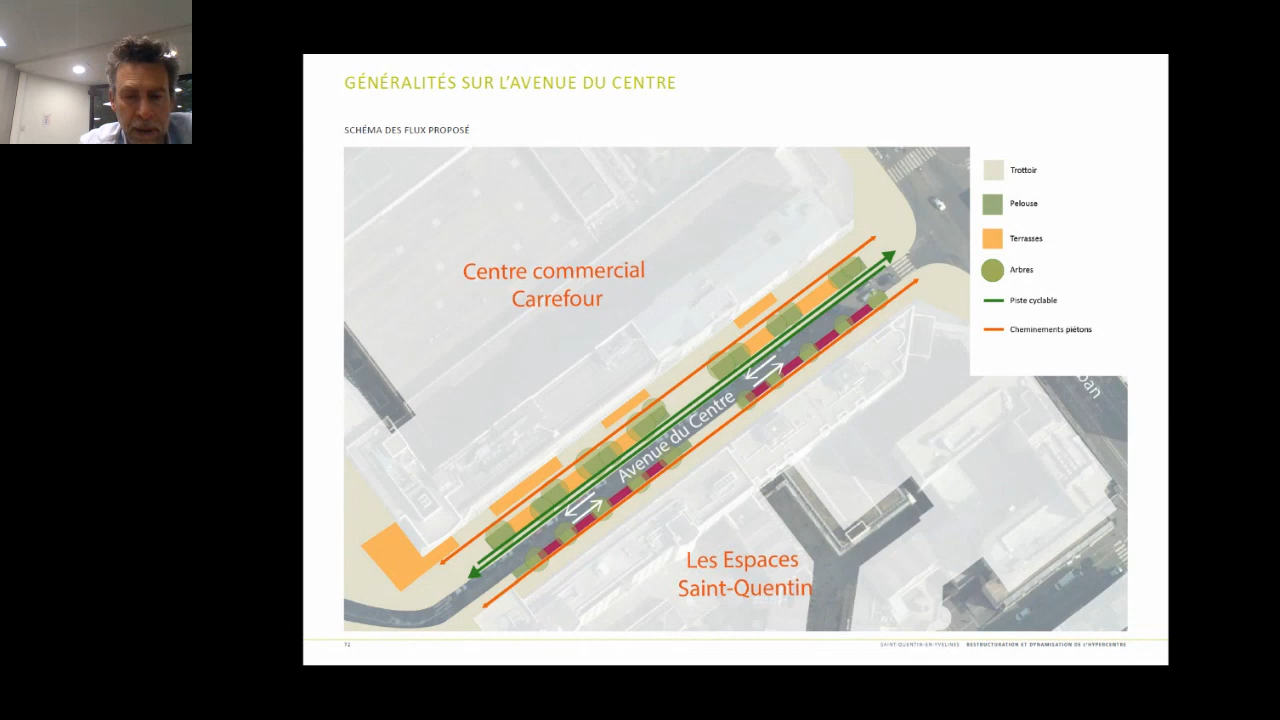 GÉNÉRALITÉS SUR L'AVENUE DU CENTRE
SCHÉMA DES FLUX PROPOSÉ
Trottoir
Pelouse
Terrasses
Arbres
Piste cyclable
Cheminements piétons
Centre commercial
Carrefour
Avenue du Centre
Les Espaces
Saint-Quentin
72
SAINT-QUENTIN-EN-YVELINES RESTRUCTURATION ET DYNAMISATION DE L'HYPERCENTRE